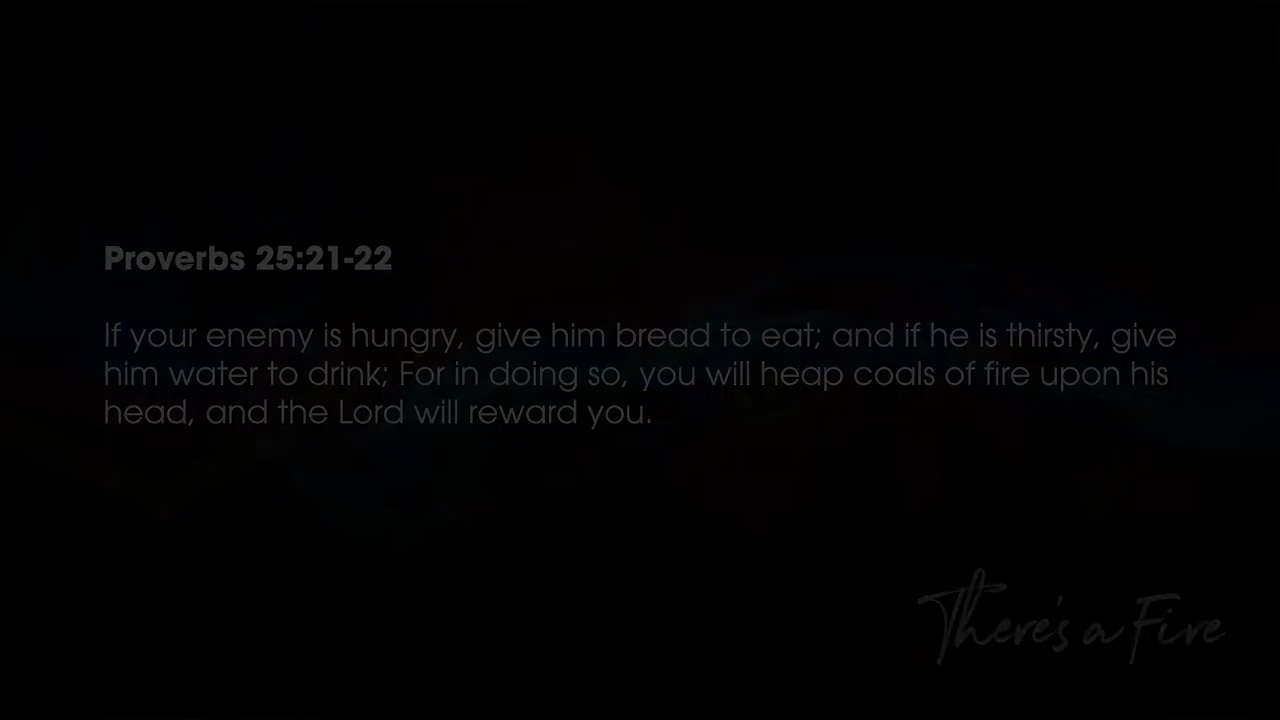 Proverbs 25:21-22
If your enemy is hungry, give him bread to eat; and if he is thirsty, give
him water to drink; For in doing so, you will heap coals of fire upon his
head, and the Lord will reward you.
There's a Fire